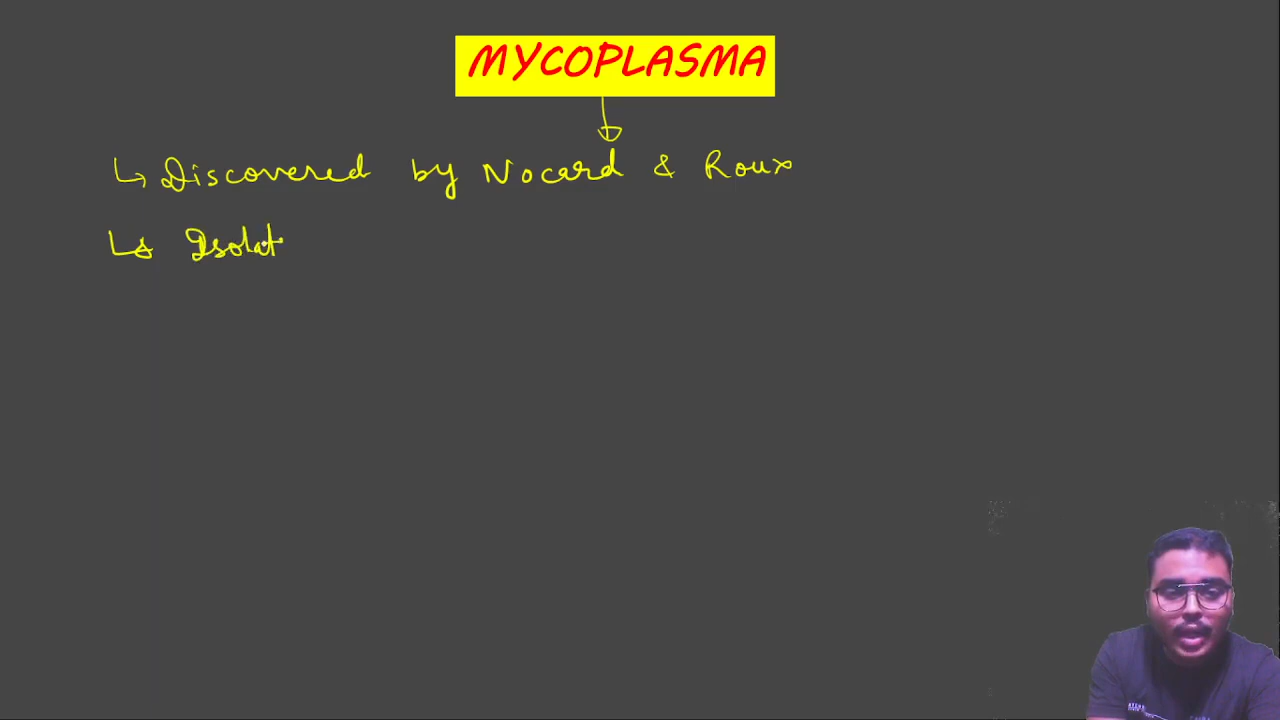 MYCOPLASMA
↳ Discovered by Nocard & Roux
↳ Isolat